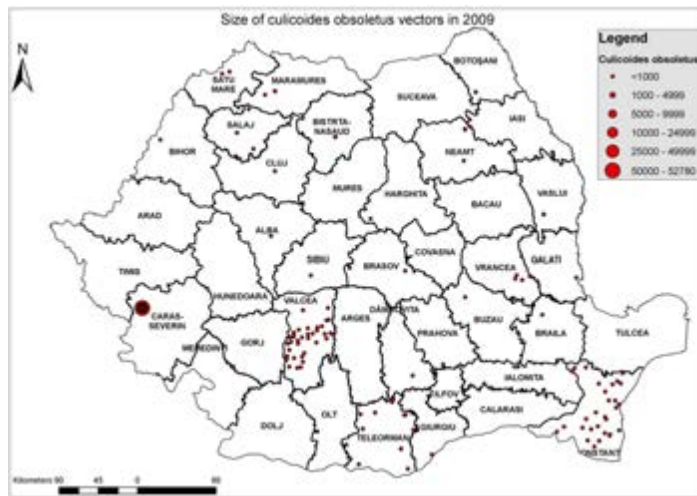 Size of culicoides obsoletus vectors in 2009
N
Legend
Culicoides obsoletus
<1000
1000 - 4999
5000 - 9999
10000 - 24999
25000 - 49999
50000 - 52780
BOTOŞANI
SATU
MARE
MARAMURES
SUCEAVA
IASI
SALAJ
BISTRTA-
NASAUD
BIHOR
CLUJ
NEAMT
MURES
HARGHITA
VASLUI
BACAU
ARAD
ALBA
SIBIU
BRASOV
COVASNA
VRANCEA
GALATI
TIMIS
HUNEDOARA
VALCEA
CARAS-
SEVERIN
ARGES
PRAHOVA
BUZAU
BRAILA
TULCEA
GORJ
IALOMITA
ILFOV
CALARASI
OLT
DOLJ
TELEORMAN
GIURGIU
ONSTANT
Kilometers 90 45 0 90